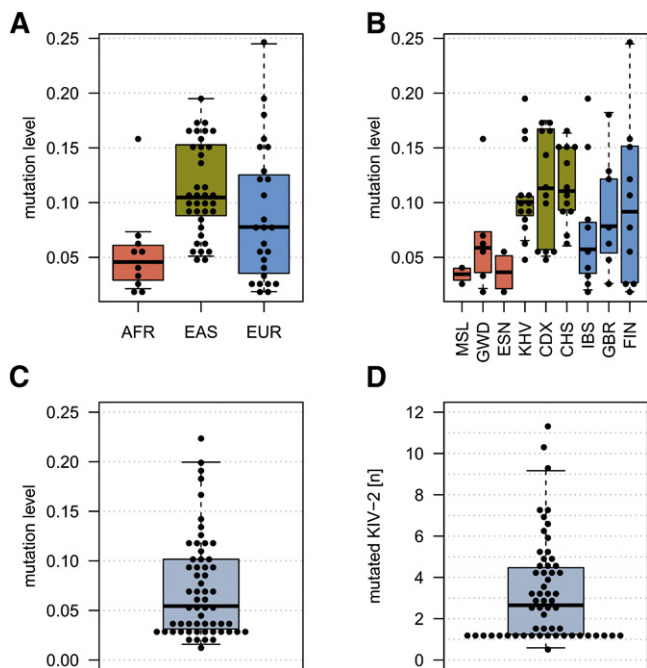 A
mutation level
0.25
0.20
0.15
0.10
0.05
AFR
EAS
EUR
B
mutation level
0.25
0.20
0.15
0.10
0.05
MSL
GWD
ESN
KHV
CDX
CHS
IBS
GBR
FIN
C
mutation level
0.25
0.20
0.15
0.10
0.05
0.00
D
mutated KIV−2 [n]
12
10
8
6
4
2
0